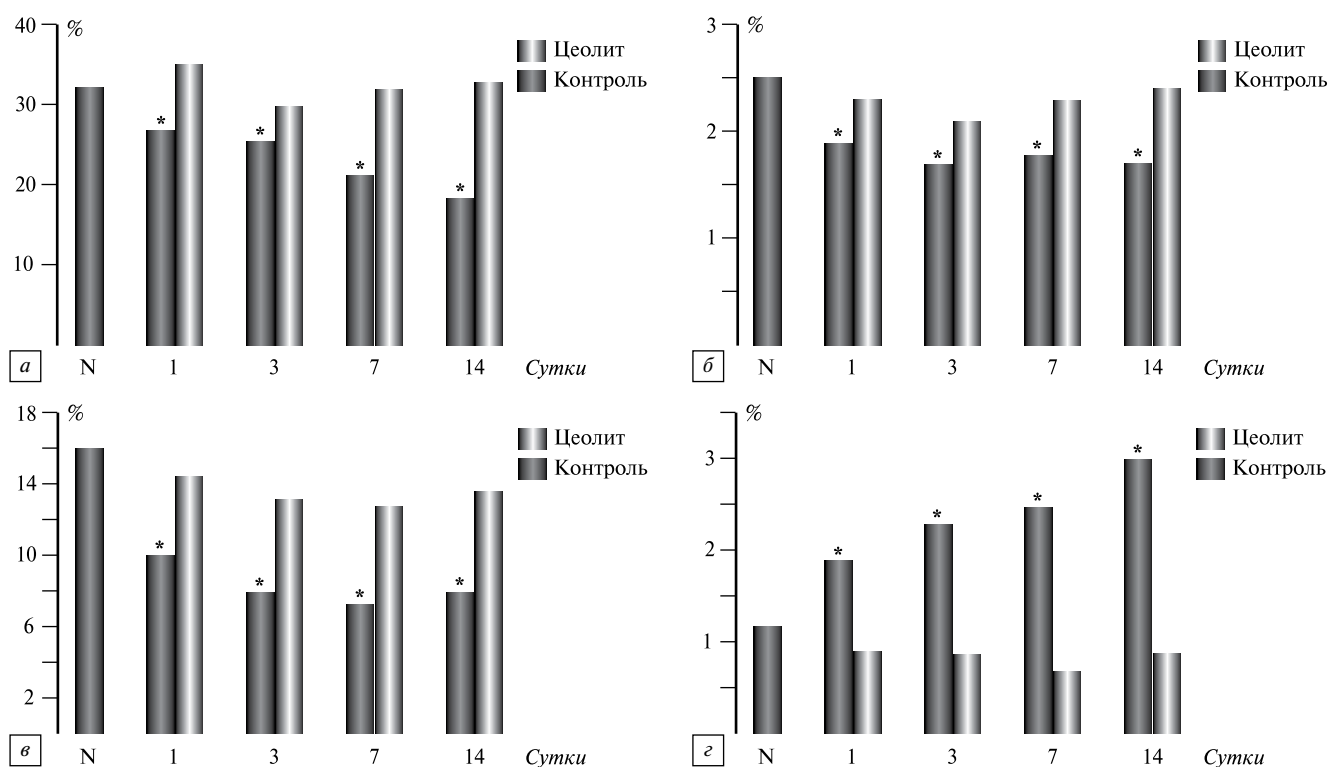 40 %
30
20
10
Цеолит
Контроль
* * * *
а N 1 3 7 14 Сутки
3 %
2
1
Цеолит
Контроль
* * * *
б N 1 3 7 14 Сутки
18 %
14
10
6
2
Цеолит
Контроль
* * * *
в N 1 3 7 14 Сутки
%
3
2
1
Цеолит
Контроль
* * * *
г N 1 3 7 14 Сутки